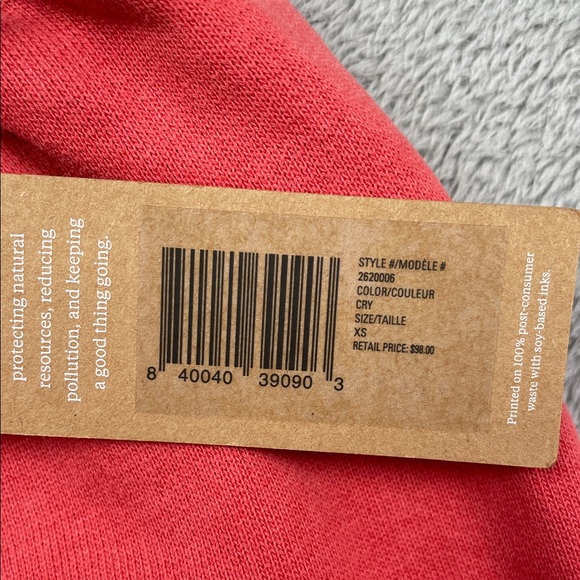 protecting natural
resources, reducing
pollution, and keeping
a good thing going.
STYLE #/MODÈLE #
2620006
COLOR/COULEUR
CRY
SIZE/TAILLE
XS
RETAIL PRICE: $98.00
8 40040 39090 3
Printed on 100% post-consumer
waste with soy-based inks.